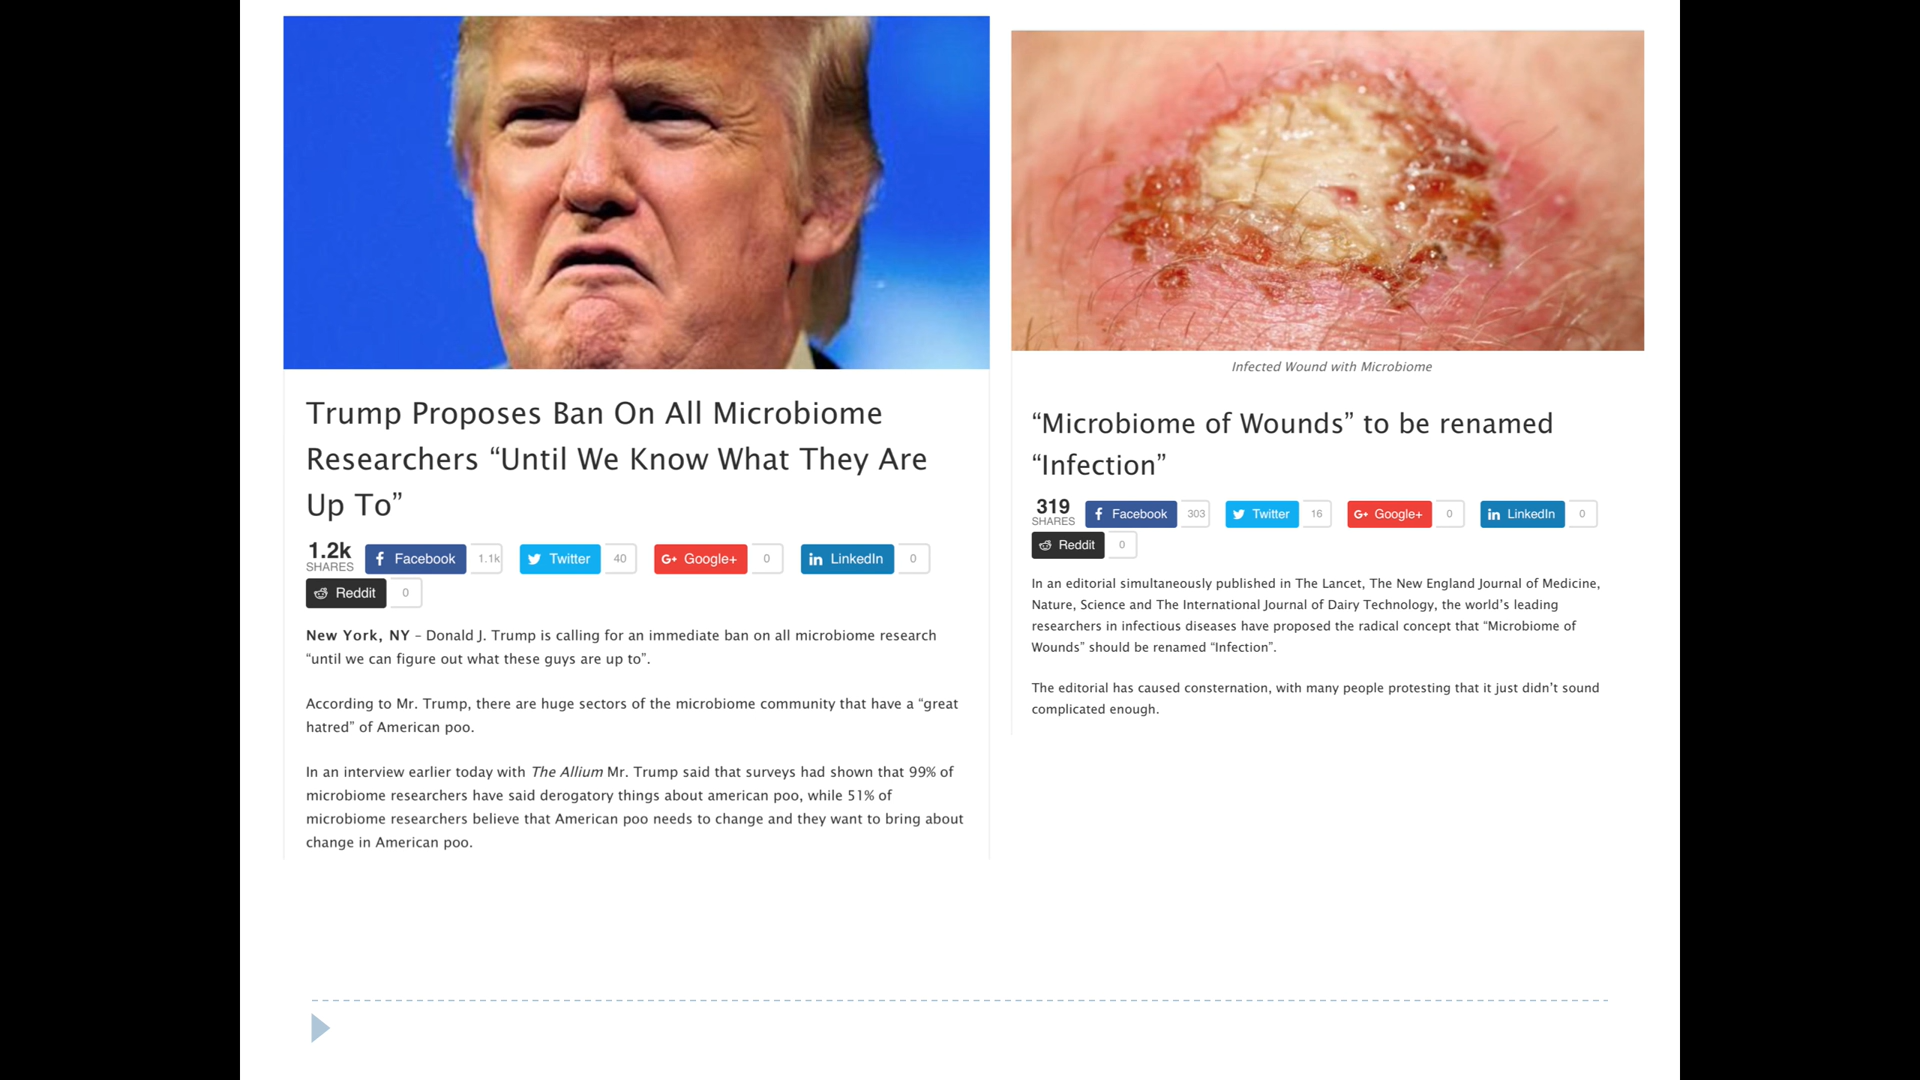 Trump Proposes Ban On All Microbiome
Researchers “Until We Know What They Are
Up To”
1.2k
SHARES
Facebook 1.1k Twitter 40 Google+ 0 LinkedIn 0
Reddit 0
New York, NY – Donald J. Trump is calling for an immediate ban on all microbiome research
“until we can figure out what these guys are up to”.
According to Mr. Trump, there are huge sectors of the microbiome community that have a “great
hatred” of American poo.
In an interview earlier today with The Allium Mr. Trump said that surveys had shown that 99% of
microbiome researchers have said derogatory things about american poo, while 51% of
microbiome researchers believe that American poo needs to change and they want to bring about
change in American poo.
Infected Wound with Microbiome
“Microbiome of Wounds” to be renamed
“Infection”
319
SHARES
Facebook 303 Twitter 16 Google+ 0 LinkedIn 0
Reddit 0
In an editorial simultaneously published in The Lancet, The New England Journal of Medicine,
Nature, Science and The International Journal of Dairy Technology, the world’s leading
researchers in infectious diseases have proposed the radical concept that “Microbiome of
Wounds” should be renamed “Infection”.
The editorial has caused consternation, with many people protesting that it just didn’t sound
complicated enough.